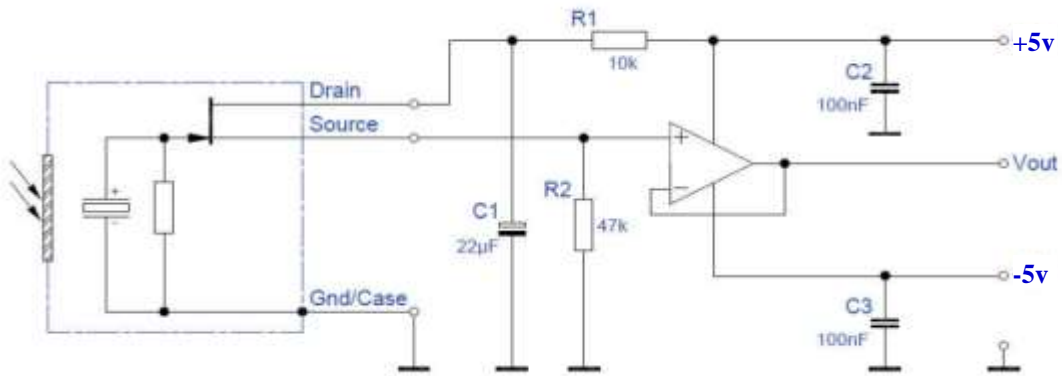 R1
10k
+5v
C2
100nF
Drain
Source
+
-
Vout
R2
47k
C1
22µF
+
-
Gnd/Case
-5v
C3
100nF